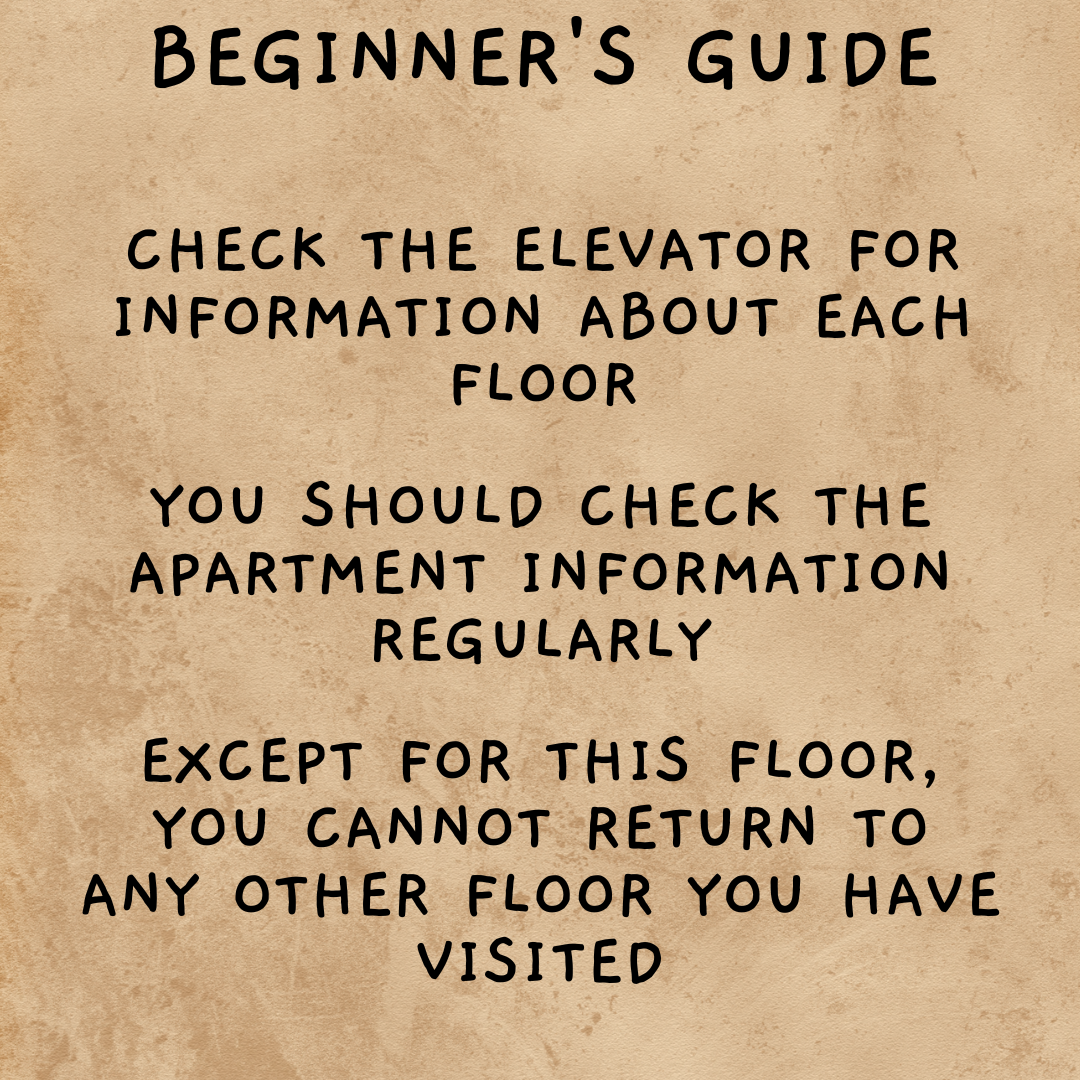 BEGINNER'S GUIDE
CHECK THE ELEVATOR FOR
INFORMATION ABOUT EACH
FLOOR
YOU SHOULD CHECK THE
APARTMENT INFORMATION
REGULARLY
EXCEPT FOR THIS FLOOR,
YOU CANNOT RETURN TO
ANY OTHER FLOOR YOU HAVE
VISITED